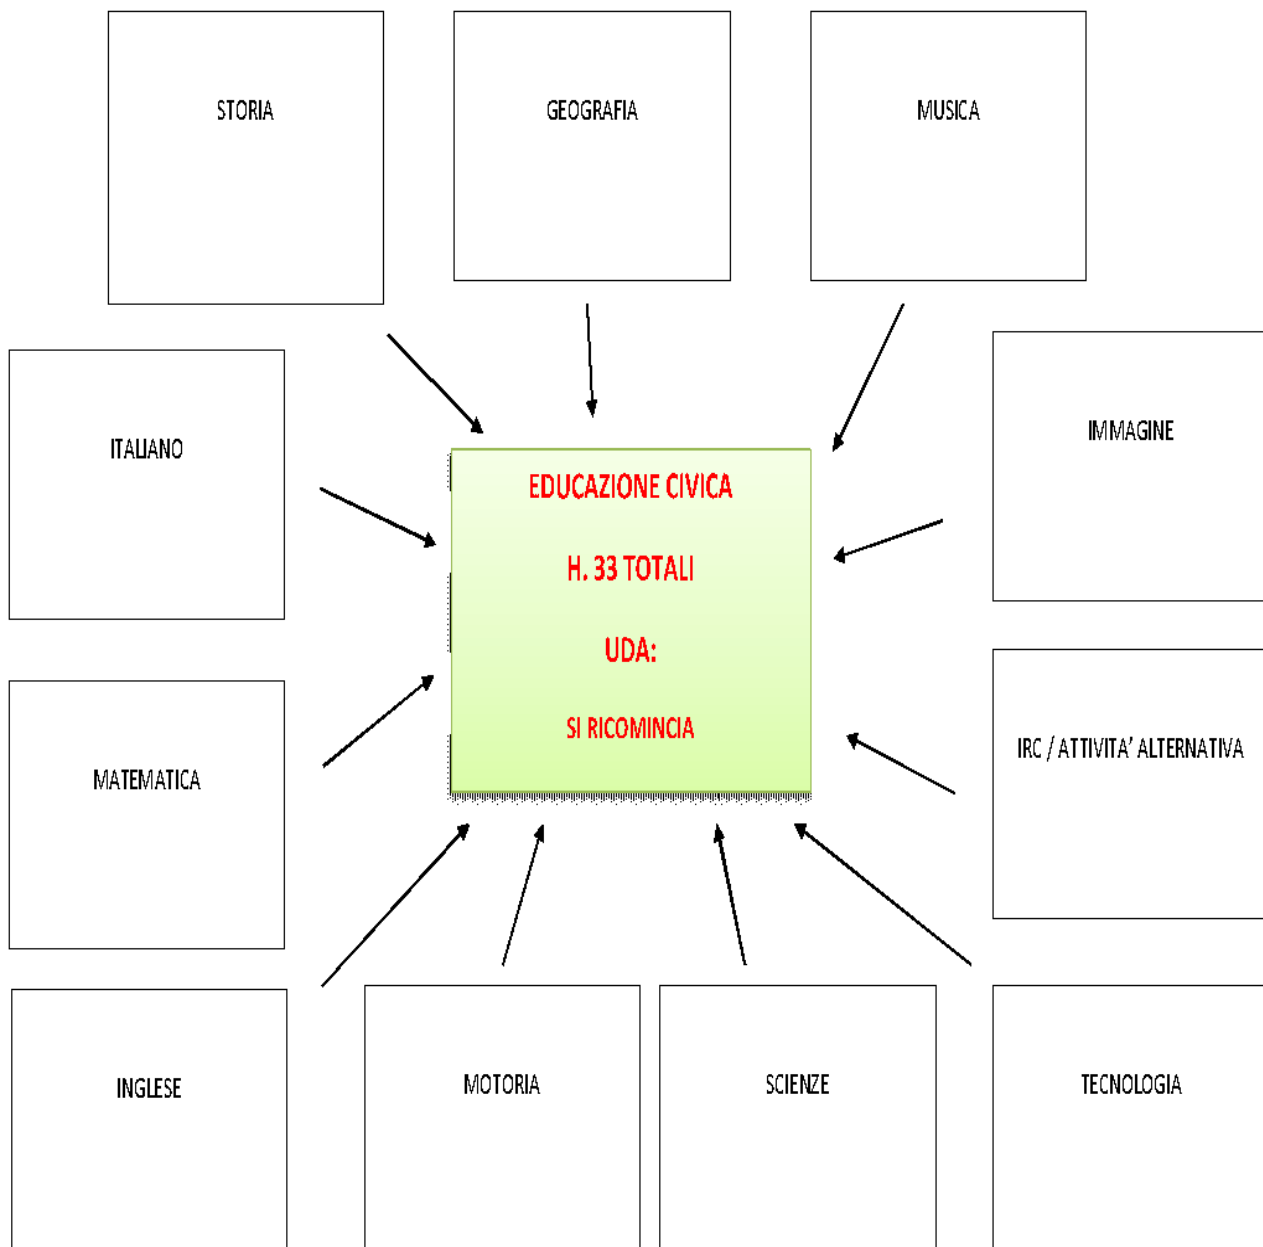 STORIA
GEOGRAFIA
MUSICA
ITALIANO
IMMAGINE
EDUCAZIONE CIVICA
H. 33 TOTALI
UDA:
SI RICOMINCIA
MATEMATICA
IRC / ATTIVITA’ ALTERNATIVA
INGLESE
MOTORIA
SCIENZE
TECNOLOGIA